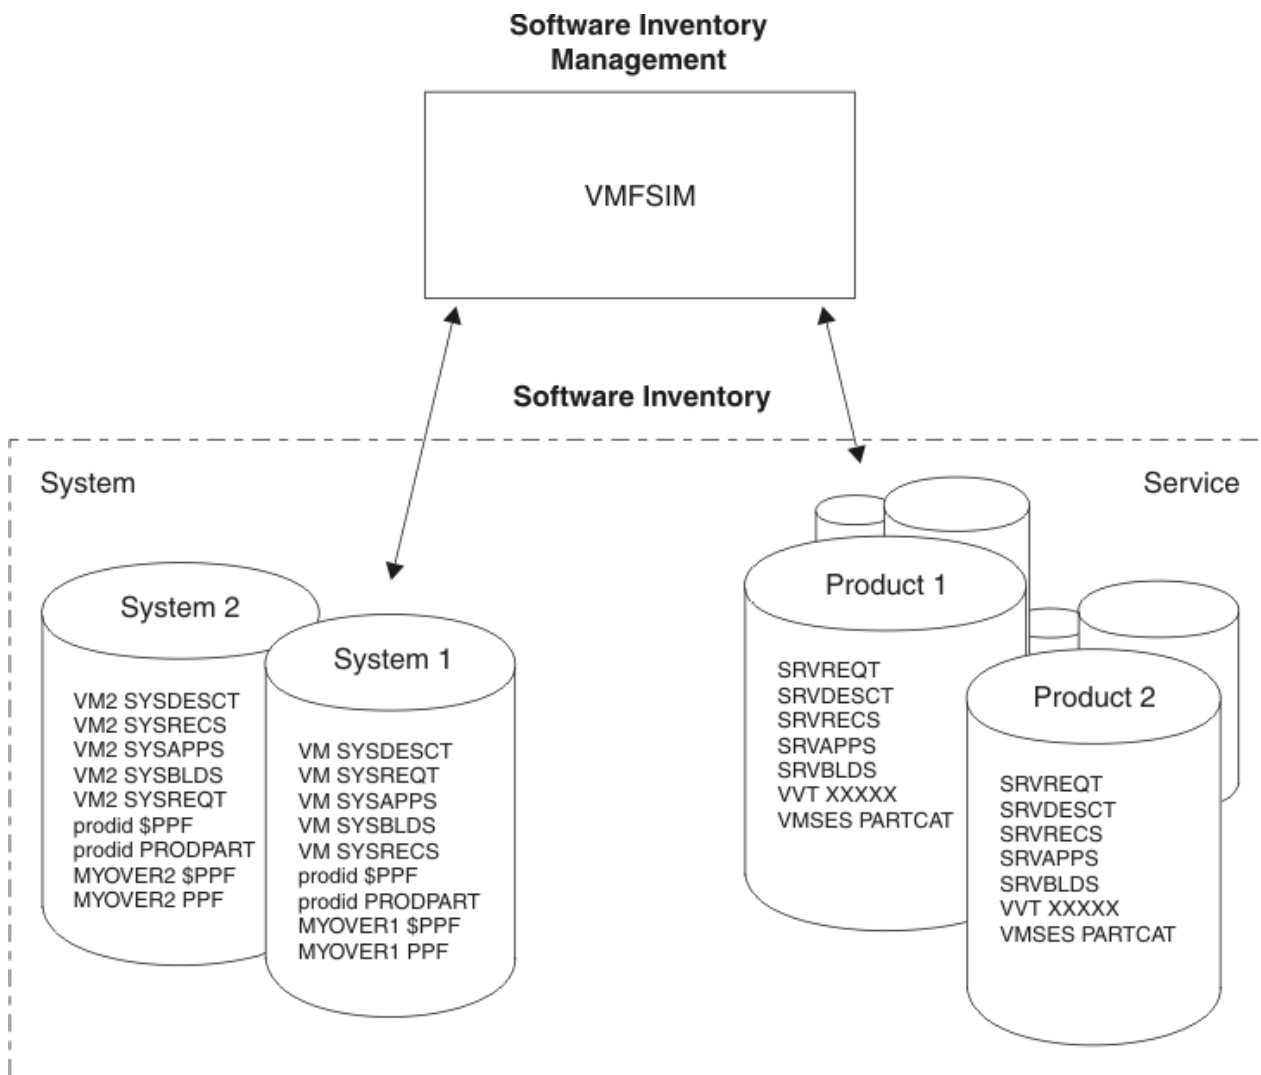 Software Inventory
Management
VMFSIM
Software Inventory
System
Service
System 2
VM2 SYSDESCT
VM2 SYSRECS
VM2 SYSAPPS
VM2 SYSBLDS
VM2 SYSREQT
prodid $PPF
prodid PRODPART
MYOVER2 $PPF
MYOVER2 PPF
System 1
VM SYSDESCT
VM SYSREQT
VM SYSAPPS
VM SYSBLDS
VM SYSRECS
prodid $PPF
prodid PRODPART
MYOVER1 $PPF
MYOVER1 PPF
Product 1
SRVREQT
SRVDESCT
SRVRECS
SRVAPPS
SRVBLDS
VVT XXXXX
VMSES PARTCAT
Product 2
SRVREQT
SRVDESCT
SRVRECS
SRVAPPS
SRVBLDS
VVT XXXXX
VMSES PARTCAT